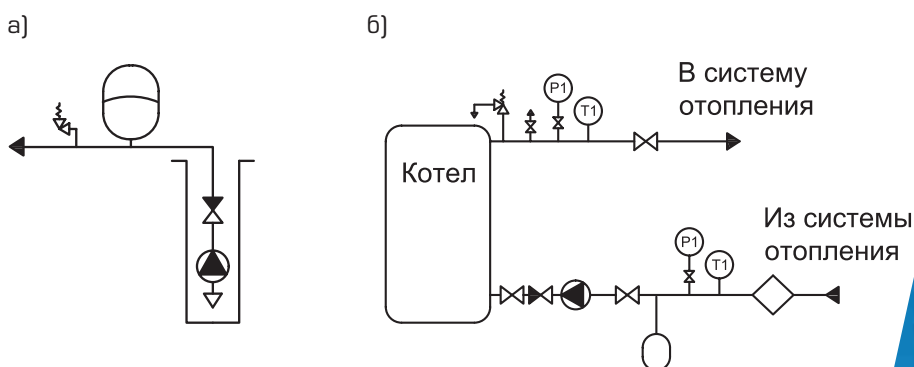 а)
б)
В систему
отопления
P1
T1
Котел
Из системы
отопления
P1
T1